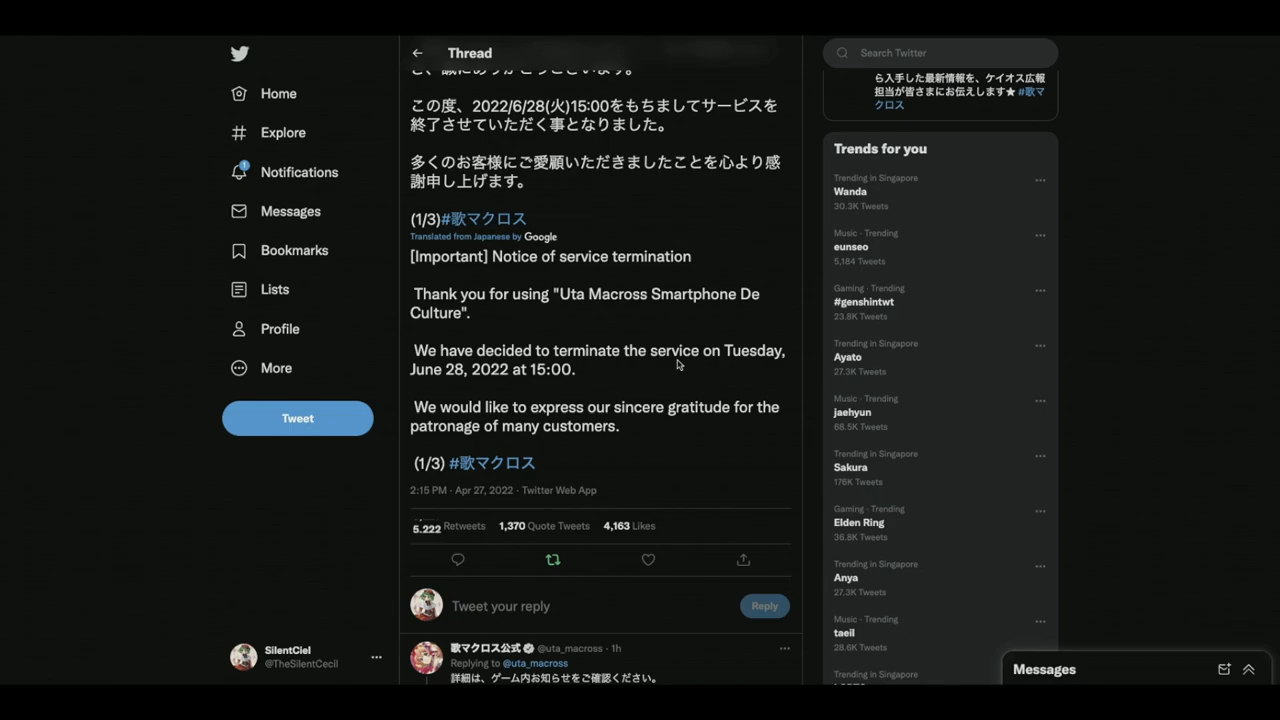 Home
Explore
1
Notifications
Messages
Bookmarks
Lists
Profile
More
Tweet
SilentCiel
@TheSilentCecil
Thread
この度、2022/6/28(火)15:00をもちましてサービスを
終了させていただく事となりました。
多くのお客様にご愛顧いただきましたことを心より感
謝申し上げます。
(1/3)#歌マクロス
Translated from Japanese by Google
[Important] Notice of service termination
Thank you for using "Uta Macross Smartphone De
Culture".
We have decided to terminate the service on Tuesday,
June 28, 2022 at 15:00.
We would like to express our sincere gratitude for the
patronage of many customers.
(1/3) #歌マクロス
2:15 PM · Apr 27, 2022 · Twitter Web App
5,222 Retweets 1,370 Quote Tweets 4,163 Likes
Tweet your reply
Reply
歌マクロス公式 @uta_macross · 1h
Replying to @uta_macross
詳細は、ゲーム内お知らせをご確認ください。
Search Twitter
ら入手した最新情報を、ケイオス広報
担当が皆さまにお伝えします★ #歌マ
クロス
Trends for you
Trending in Singapore
Wanda
30.3K Tweets
Music · Trending
eunseo
5,184 Tweets
Gaming · Trending
#genshintwt
23.8K Tweets
Trending in Singapore
Ayato
27.3K Tweets
Music · Trending
jaehyun
68.5K Tweets
Trending in Singapore
Sakura
176K Tweets
Gaming · Trending
Elden Ring
36.8K Tweets
Trending in Singapore
Anya
27.3K Tweets
Music · Trending
taeil
28.6K Tweets
Trending in Singapore
Messages